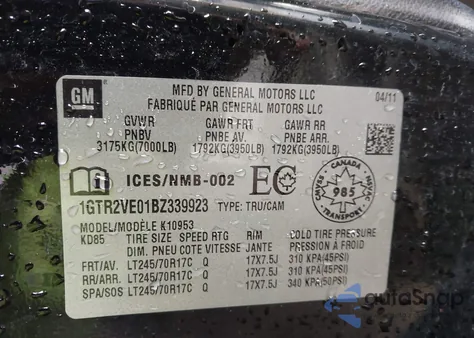 GM
MFD BY GENERAL MOTORS LLC
FABRIQUÉ PAR GENERAL MOTORS LLC
04/11
GVWR GAWR FRT GAWR RR
PNBV PNBE AV. PNBE ARR.
3175KG(7000LB) 1792KG(3950LB) 1792KG(3950LB)
ICES/NMB-002 EC
CANADA
CMVSS 985 NSVAC
TRANSPORT
1GTR2VE01BZ339923 TYPE: TRU/CAM
MODEL/MODÈLE K10953
KD85 TIRE SIZE SPEED RTG RIM COLD TIRE PRESSURE
DIM. PNEU COTE VITESSE JANTE PRESSION À FROID
FRT/AV. LT245/70R17C Q 17X7.5J 310 KPA(45PSI)
RR/ARR. LT245/70R17C Q 17X7.5J 310 KPA(45PSI)
SPA/SOS LT245/70R17C Q 17X7.5J 340 KPA(50PSI)
autoSnap